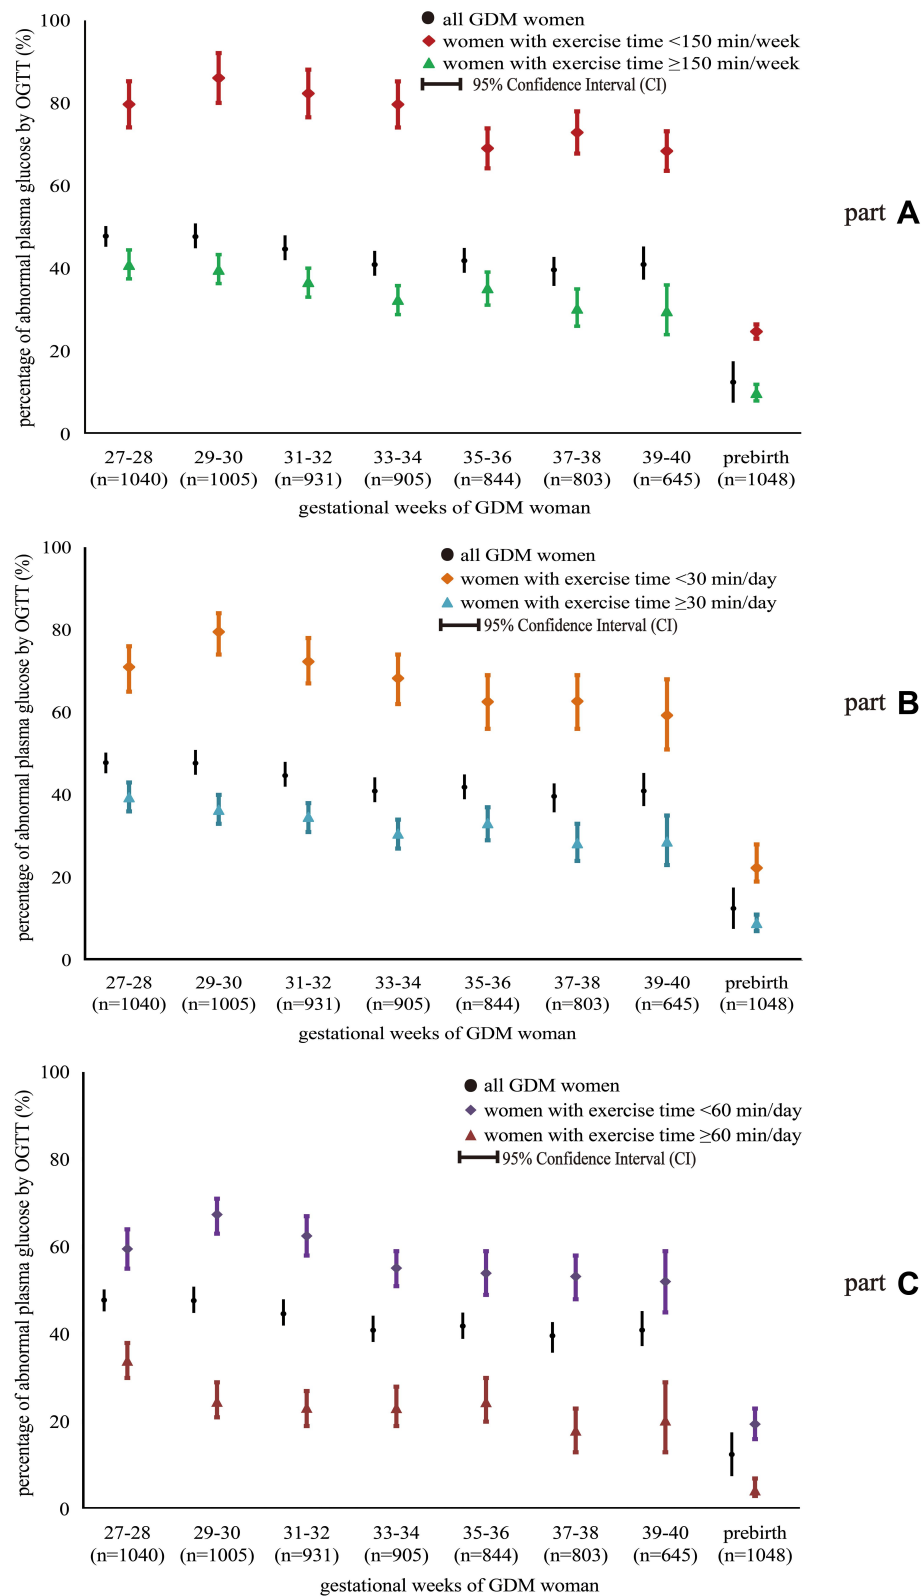 percentage of abnormal plasma glucose by OGTT (%)
100
80
60
40
20
0
all GDM women
women with exercise time <150 min/week
women with exercise time ≥150 min/week
95% Confidence Interval (CI)
part A
27-28 29-30 31-32 33-34 35-36 37-38 39-40 prebirth
(n=1040) (n=1005) (n=931) (n=905) (n=844) (n=803) (n=645) (n=1048)
gestational weeks of GDM woman
percentage of abnormal plasma glucose by OGTT (%)
100
80
60
40
20
0
all GDM women
women with exercise time <30 min/day
women with exercise time ≥30 min/day
95% Confidence Interval (CI)
part B
27-28 29-30 31-32 33-34 35-36 37-38 39-40 prebirth
(n=1040) (n=1005) (n=931) (n=905) (n=844) (n=803) (n=645) (n=1048)
gestational weeks of GDM woman
percentage of abnormal plasma glucose by OGTT (%)
100
80
60
40
20
0
all GDM women
women with exercise time <60 min/day
women with exercise time ≥60 min/day
95% Confidence Interval (CI)
part C
27-28 29-30 31-32 33-34 35-36 37-38 39-40 prebirth
(n=1040) (n=1005) (n=931) (n=905) (n=844) (n=803) (n=645) (n=1048)
gestational weeks of GDM woman